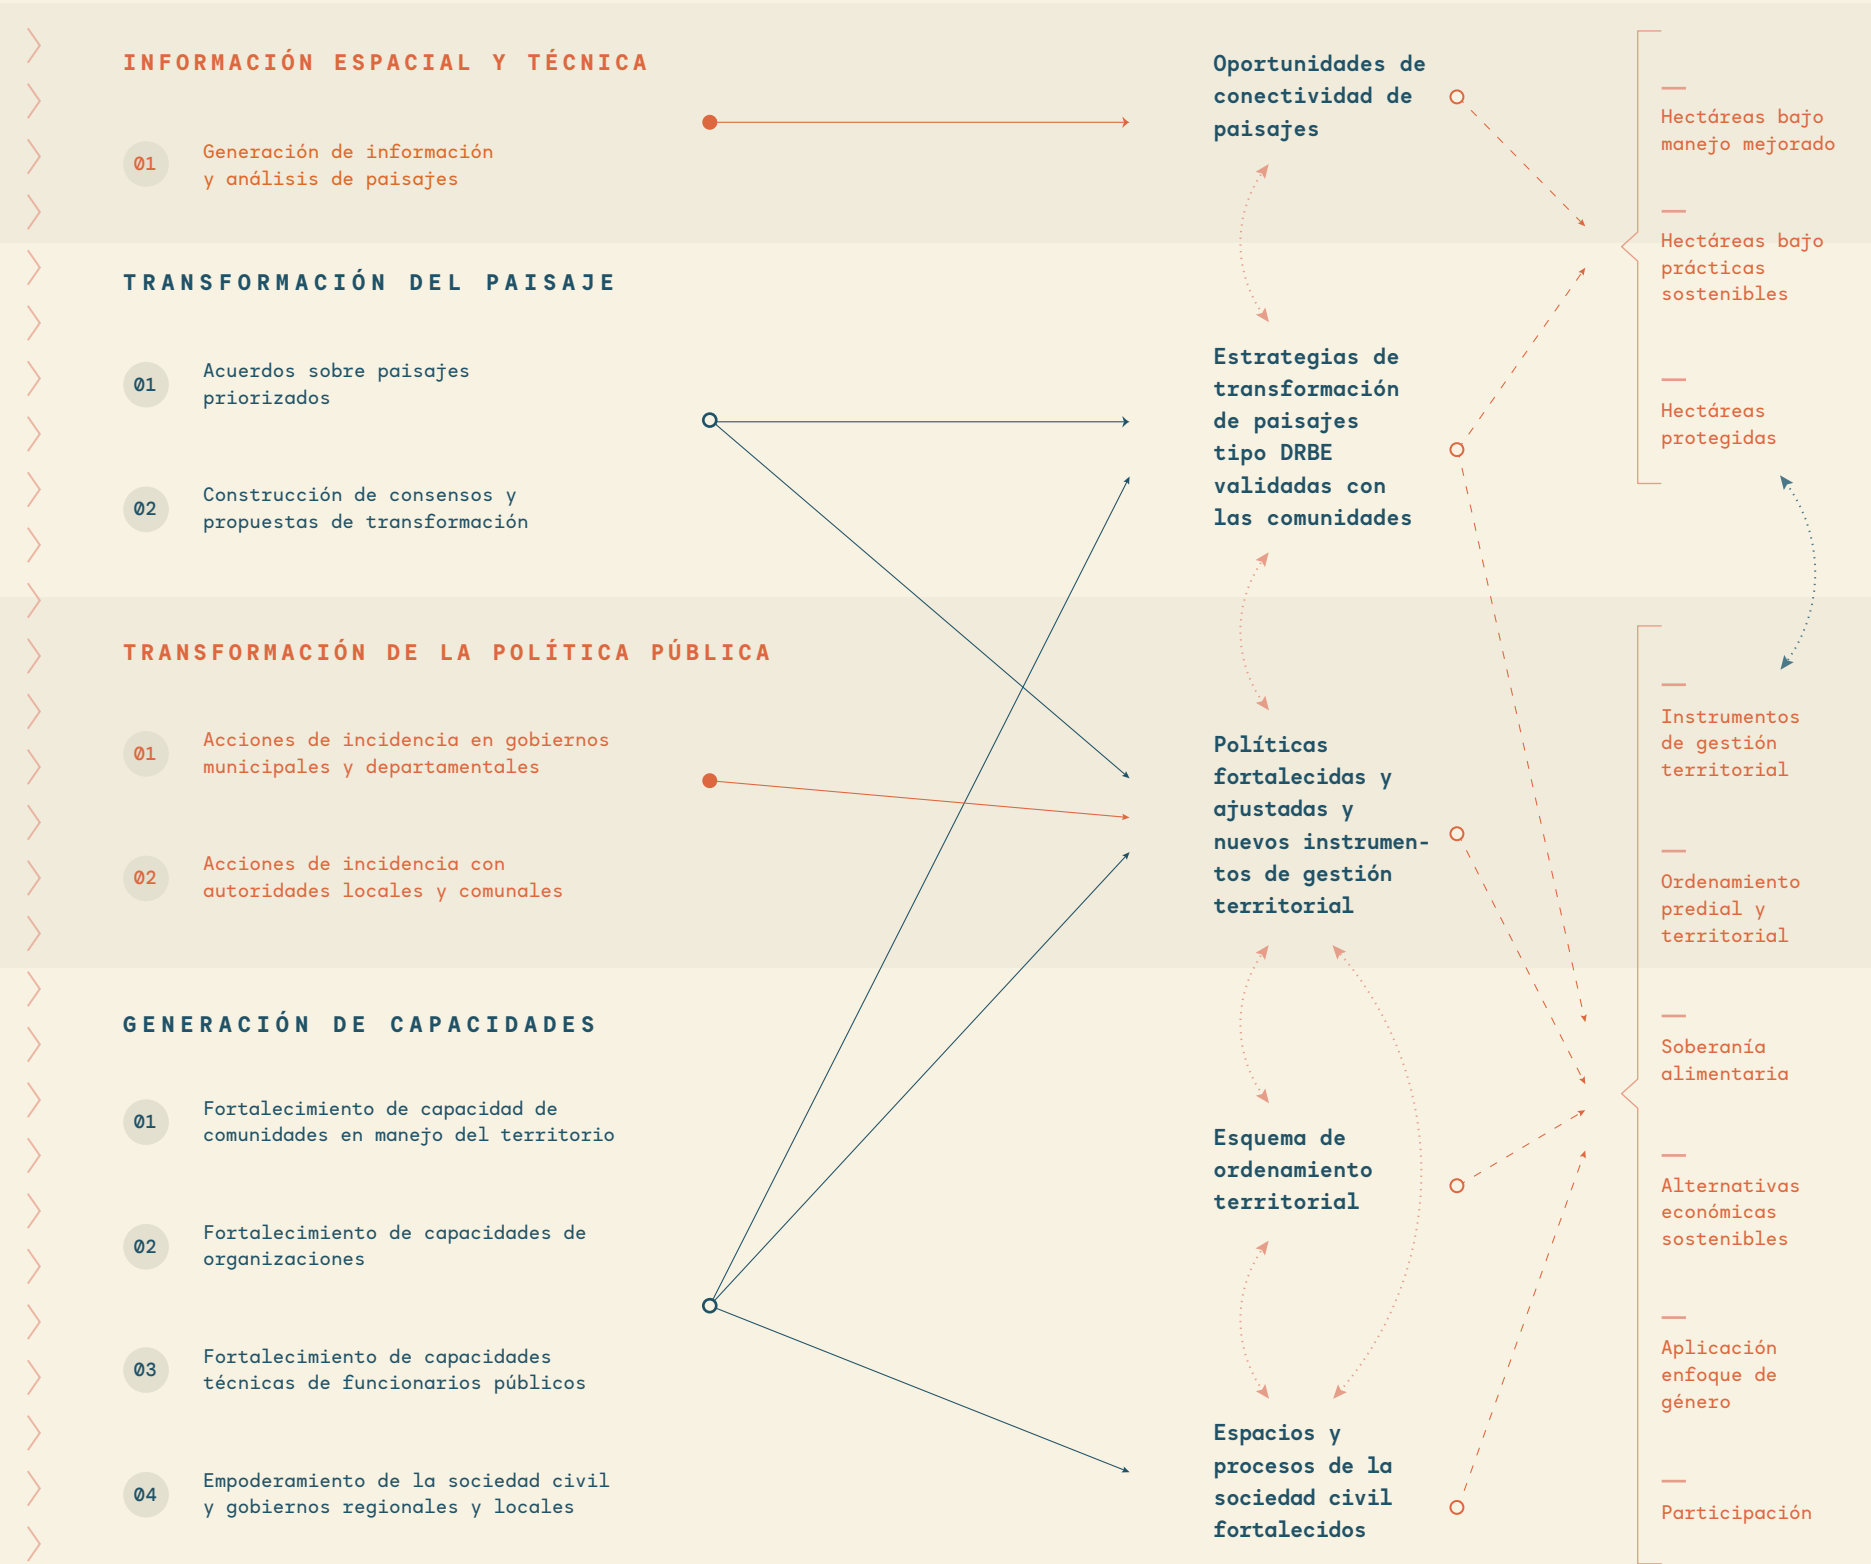 INFORMACIÓN ESPACIAL Y TÉCNICA
01
Generación de información
y análisis de paisajes
TRANSFORMACIÓN DEL PAISAJE
01
Acuerdos sobre paisajes
priorizados
02
Construcción de consensos y
propuestas de transformación
TRANSFORMACIÓN DE LA POLÍTICA PÚBLICA
01
Acciones de incidencia en gobiernos
municipales y departamentales
02
Acciones de incidencia con
autoridades locales y comunales
GENERACIÓN DE CAPACIDADES
01
Fortalecimiento de capacidad de
comunidades en manejo del territorio
02
Fortalecimiento de capacidades de
organizaciones
03
Fortalecimiento de capacidades
técnicas de funcionarios públicos
04
Empoderamiento de la sociedad civil
y gobiernos regionales y locales
Oportunidades de
conectividad de
paisajes
Estrategias de
transformación
de paisajes
tipo DRBE
validadas con
las comunidades
Políticas
fortalecidas y
ajustadas y
nuevos instrumen-
tos de gestión
territorial
Esquema de
ordenamiento
territorial
Espacios y
procesos de la
sociedad civil
fortalecidos
Hectáreas bajo
manejo mejorado
Hectáreas bajo
prácticas
sostenibles
Hectáreas
protegidas
Instrumentos
de gestión
territorial
Ordenamiento
predial y
territorial
Soberanía
alimentaria
Alternativas
económicas
sostenibles
Aplicación
enfoque de
género
Participación